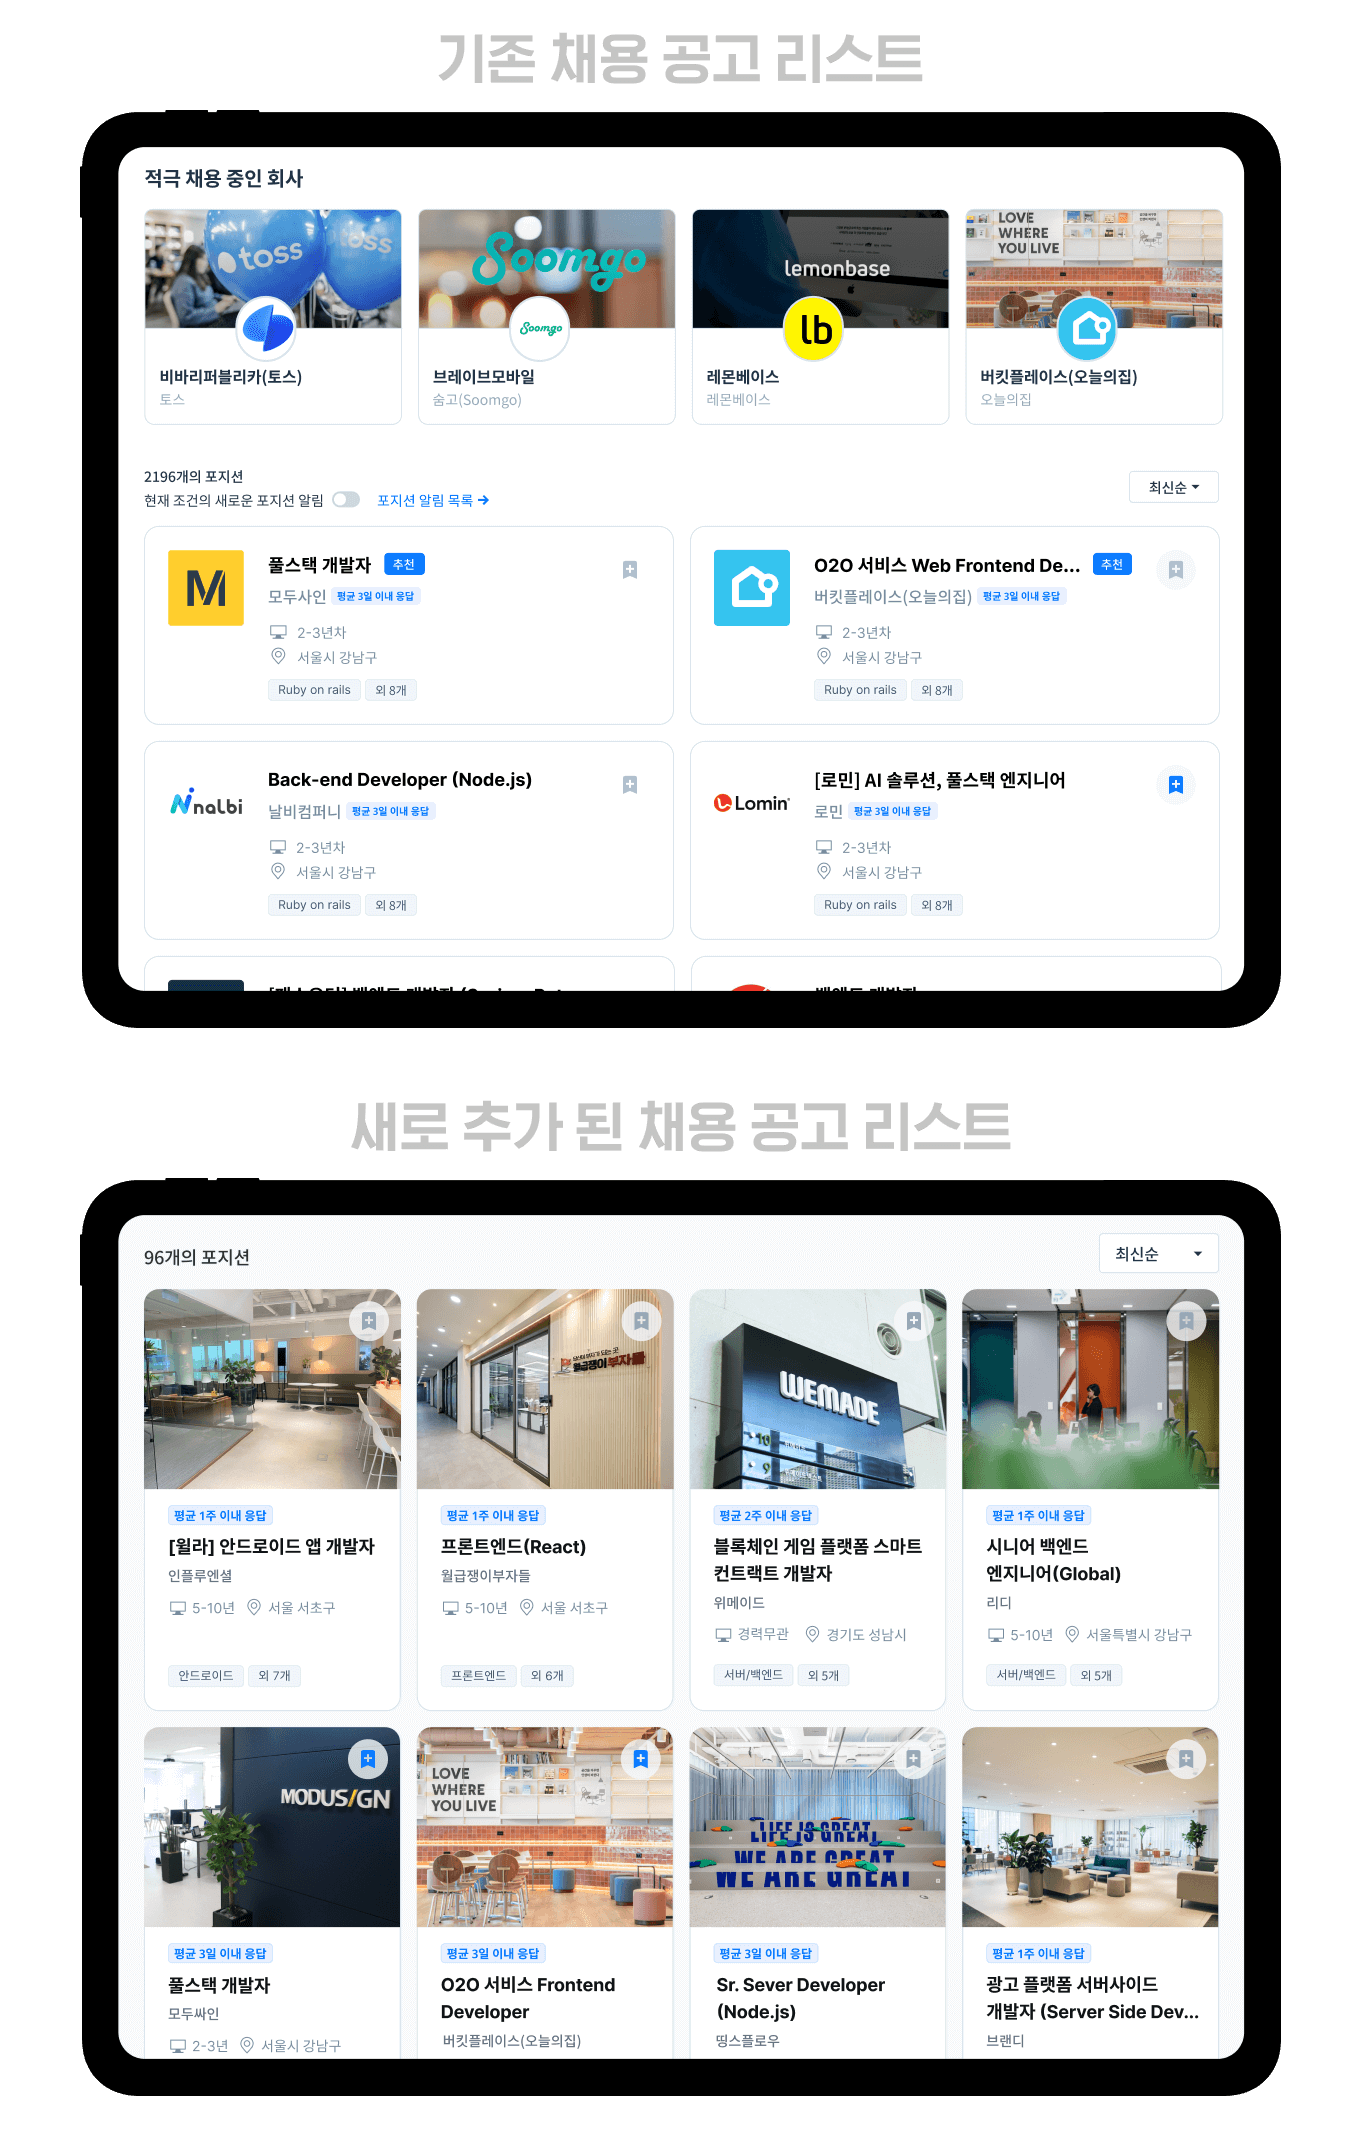 기존 채용 공고 리스트
적극 채용 중인 회사
toss
oss
Soomgo
lemonbase
LOVE
WHERE
YOU LIVE
Soomgo
lb
비바리퍼블리카(토스)
토스
브레이브모바일
숨고(Soomgo)
레몬베이스
레몬베이스
버킷플레이스(오늘의집)
오늘의집
2196개의 포지션
현재 조건의 새로운 포지션 알림
포지션 알림 목록 →
최신순
M
풀스택 개발자 추천
모두사인 평균 3일 이내 응답
2-3년차
서울시 강남구
Ruby on rails 외 8개
O2O 서비스 Web Frontend De... 추천
버킷플레이스(오늘의집) 평균 3일 이내 응답
2-3년차
서울시 강남구
Ruby on rails 외 8개
nalbi
Back-end Developer (Node.js)
날비컴퍼니 평균 3일 이내 응답
2-3년차
서울시 강남구
Ruby on rails 외 8개
Lomin
[로민] AI 솔루션, 풀스택 엔지니어
로민 평균 3일 이내 응답
2-3년차
서울시 강남구
Ruby on rails 외 8개
백엔드 개발자
새로 추가 된 채용 공고 리스트
96개의 포지션
최신순
월급쟁이부자들
WEMADE
평균 1주 이내 응답
[윌라] 안드로이드 앱 개발자
인플루엔셜
5-10년 서울 서초구
안드로이드 외 7개
평균 1주 이내 응답
프론트엔드(React)
월급쟁이부자들
5-10년 서울 서초구
프론트엔드 외 6개
평균 2주 이내 응답
블록체인 게임 플랫폼 스마트
컨트랙트 개발자
위메이드
경력무관 경기도 성남시
서버/백엔드 외 5개
평균 1주 이내 응답
시니어 백엔드
엔지니어(Global)
리디
5-10년 서울특별시 강남구
서버/백엔드 외 5개
MODUSIGN
LOVE
WHERE
YOU LIVE
LIFE IS GREAT
WE ARE GREAT
WE ARE GREAT
평균 3일 이내 응답
풀스택 개발자
모두싸인
2-3년 서울시 강남구
평균 3일 이내 응답
O2O 서비스 Frontend
Developer
버킷플레이스(오늘의집)
평균 3일 이내 응답
Sr. Sever Developer
(Node.js)
띵스플로우
평균 1주 이내 응답
광고 플랫폼 서버사이드
개발자 (Server Side Dev...
브랜디